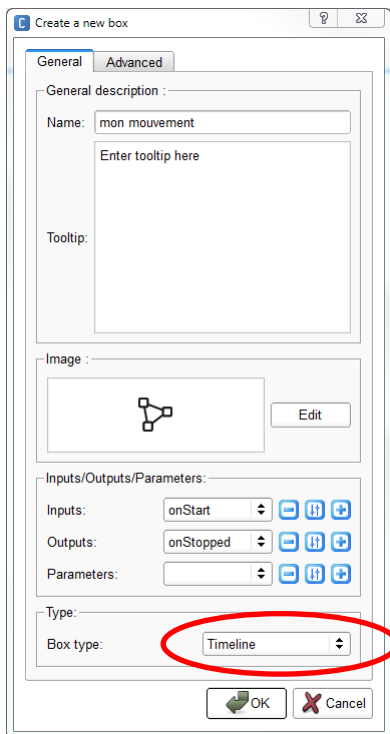 C Create a new box ?
General Advanced
General description :
Name: mon mouvement
Enter tooltip here
Tooltip:
Image :
Edit
Inputs/Outputs/Parameters:
Inputs: onStart
Outputs: onStopped
Parameters:
Type:
Box type: Timeline
OK Cancel